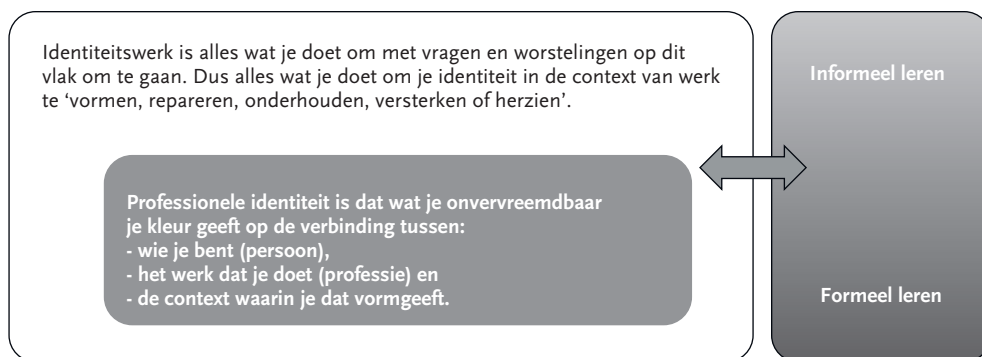 Identiteitswerk is alles wat je doet om met vragen en worstelingen op dit
vlak om te gaan. Dus alles wat je doet om je identiteit in de context van werk
te ‘vormen, repareren, onderhouden, versterken of herzien’.
Professionele identiteit is dat wat je onvervreemdbaar
je kleur geeft op de verbinding tussen:
- wie je bent (persoon),
- het werk dat je doet (professie) en
- de context waarin je dat vormgeeft.
Informeel leren
Formeel leren